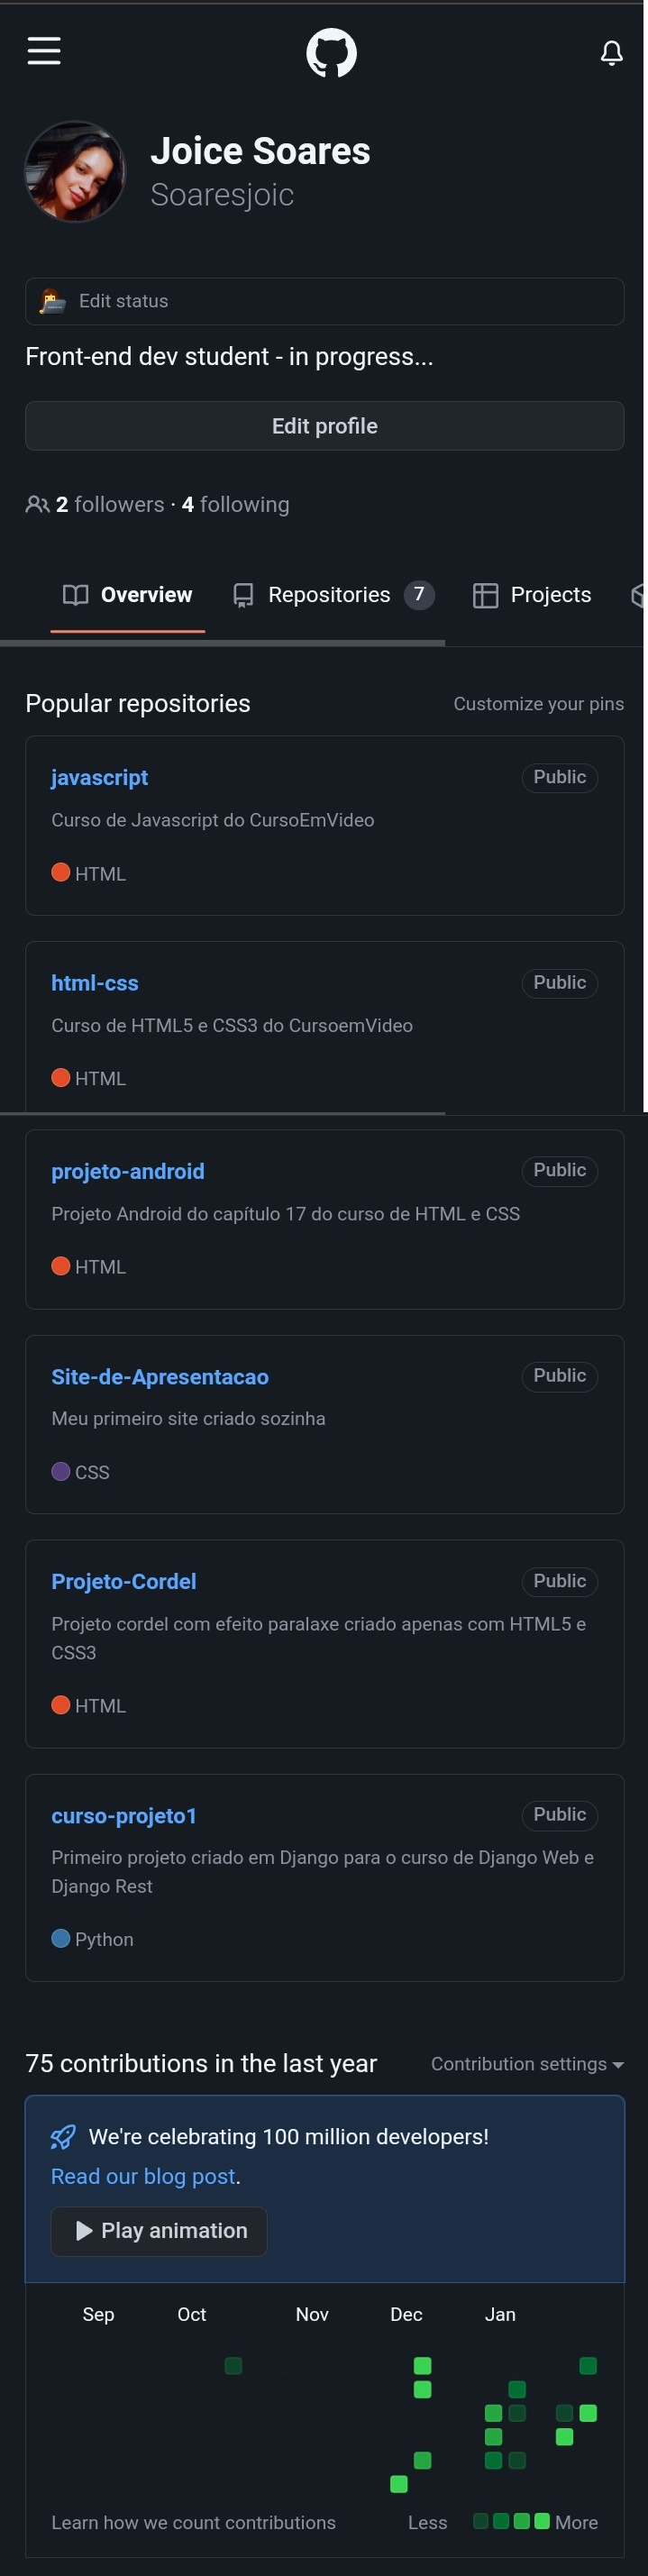 Joice Soares
Soaresjoic
Edit status
Front-end dev student - in progress...
Edit profile
2 followers · 4 following
Overview Repositories 7 Projects
Popular repositories Customize your pins
javascript Public
Curso de Javascript do CursoEmVideo
HTML
html-css Public
Curso de HTML5 e CSS3 do CursoemVideo
HTML
projeto-android Public
Projeto Android do capítulo 17 do curso de HTML e CSS
HTML
Site-de-Apresentacao Public
Meu primeiro site criado sozinha
CSS
Projeto-Cordel Public
Projeto cordel com efeito paralaxe criado apenas com HTML5 e
CSS3
HTML
curso-projeto1 Public
Primeiro projeto criado em Django para o curso de Django Web e
Django Rest
Python
75 contributions in the last year Contribution settings
We're celebrating 100 million developers!
Read our blog post.
Play animation
Sep Oct Nov Dec Jan
Learn how we count contributions Less More